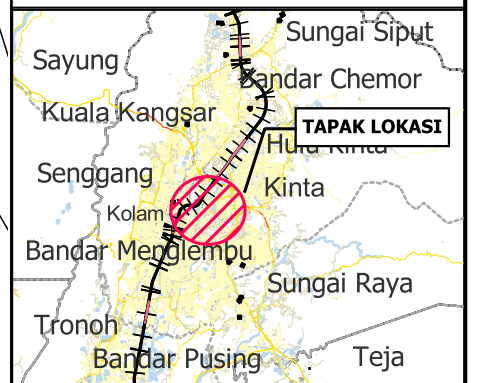 Sungai Siput
Sayung
Bandar Chemor
Kuala Kangsar
TAPAK LOKASI
Hulu Kinta
Senggang
Kinta
Kolam
Bandar Menglembu
Sungai Raya
Tronoh
Bandar Pusing
Teja